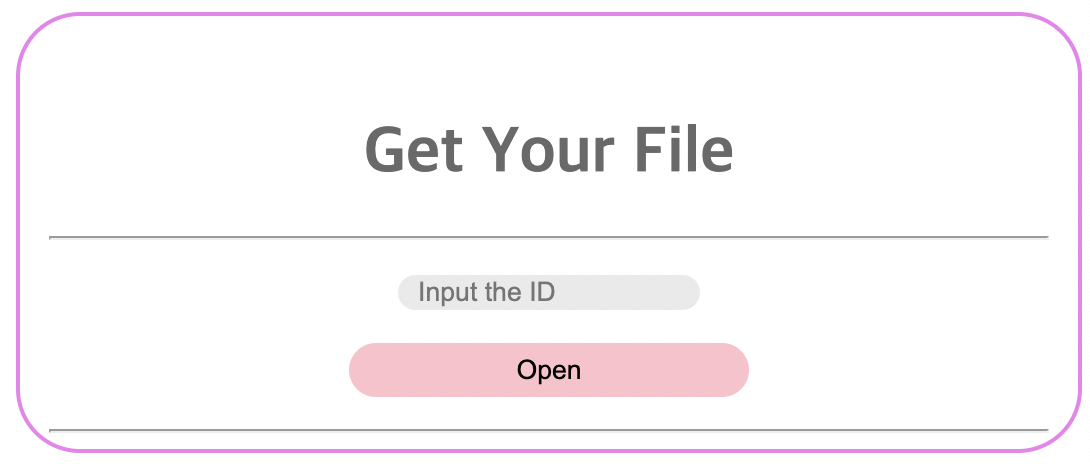 Get Your File
Input the ID
Open